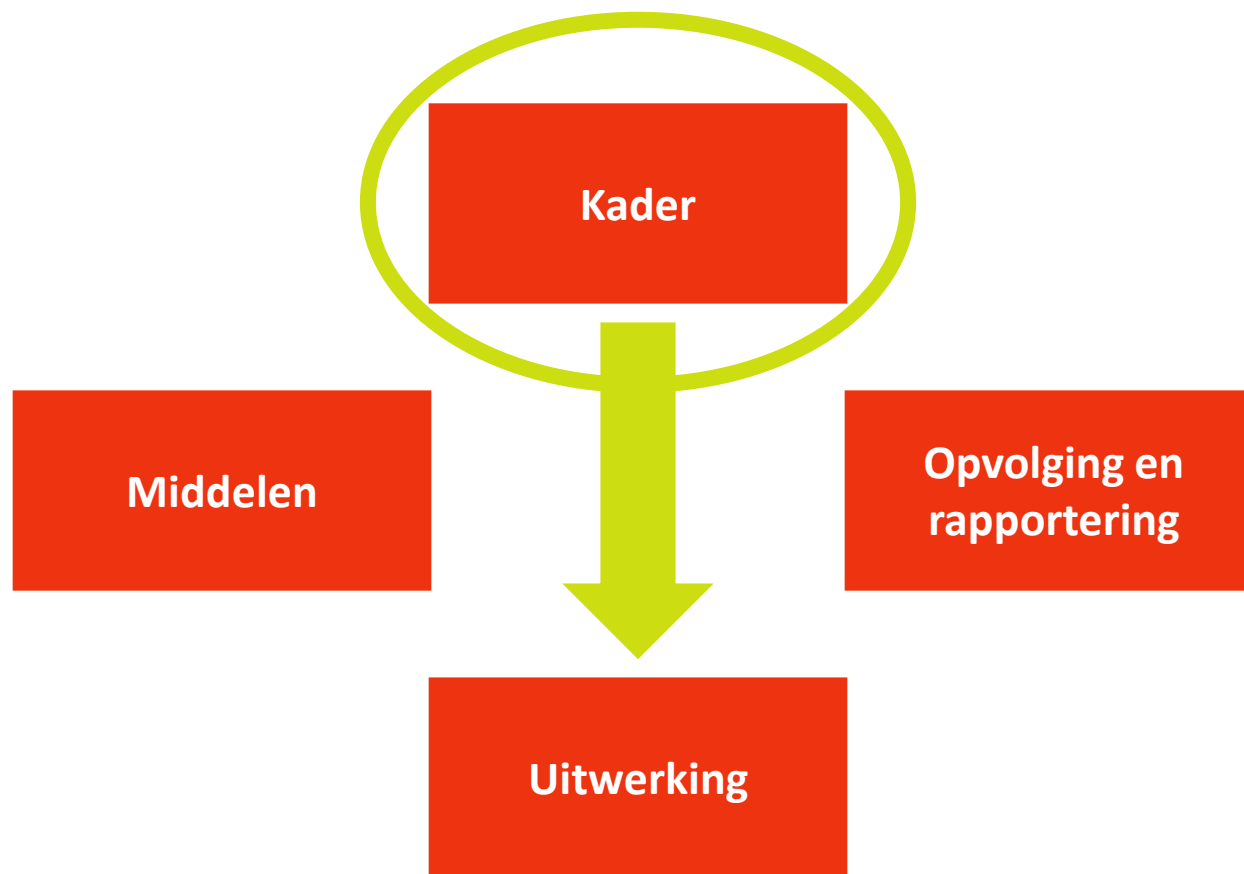 Kader
Middelen
Opvolging en
rapportering
Uitwerking